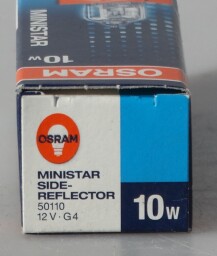 MINISTAR
10w
OSRAM
OSRAM
MINISTAR
SIDE-
REFLECTOR
50110
12 V · G4
10w